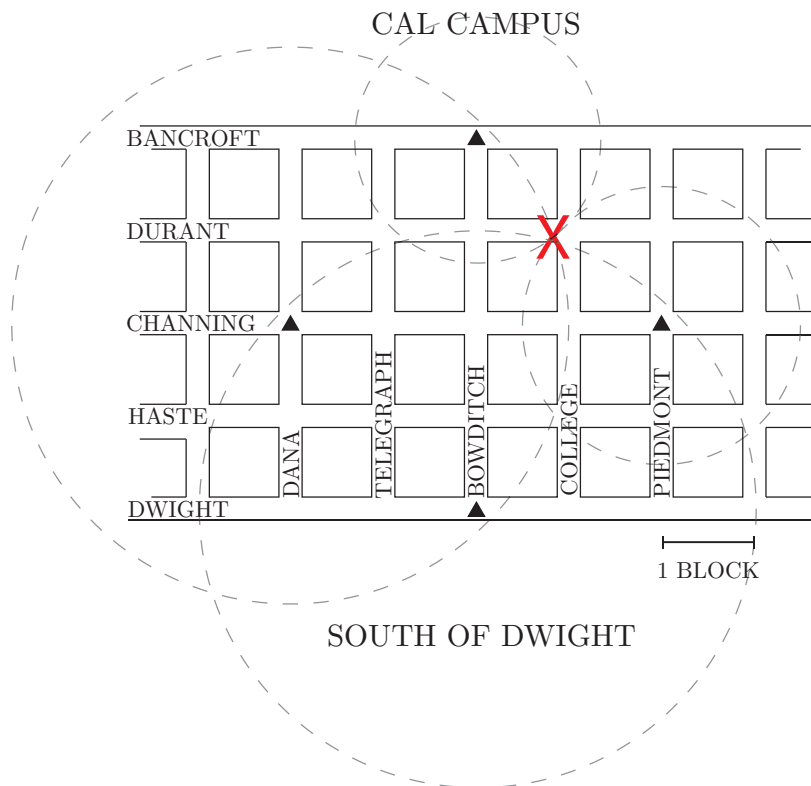 CAL CAMPUS
BANCROFT
DURANT
X
CHANNING
HASTE
DWIGHT
DANA
TELEGRAPH
BOWDITCH
COLLEGE
PIEDMONT
1 BLOCK
SOUTH OF DWIGHT